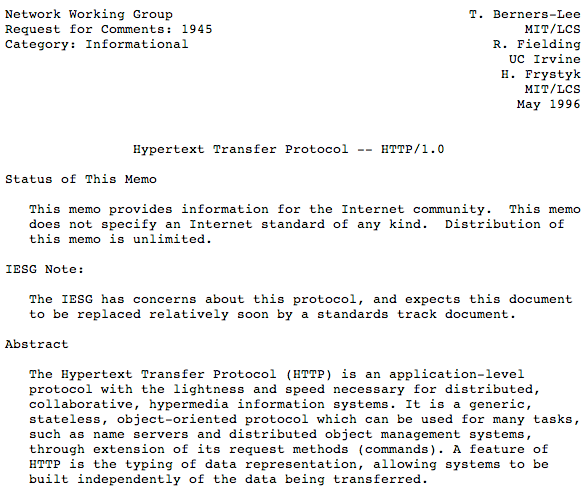 Network Working Group                                     T. Berners-Lee
Request for Comments: 1945                                       MIT/LCS
Category: Informational                                      R. Fielding
UC Irvine
H. Frystyk
MIT/LCS
May 1996
Hypertext Transfer Protocol -- HTTP/1.0
Status of This Memo
This memo provides information for the Internet community.  This memo
does not specify an Internet standard of any kind.  Distribution of
this memo is unlimited.
IESG Note:
The IESG has concerns about this protocol, and expects this document
to be replaced relatively soon by a standards track document.
Abstract
The Hypertext Transfer Protocol (HTTP) is an application-level
protocol with the lightness and speed necessary for distributed,
collaborative, hypermedia information systems. It is a generic,
stateless, object-oriented protocol which can be used for many tasks,
such as name servers and distributed object management systems,
through extension of its request methods (commands). A feature of
HTTP is the typing of data representation, allowing systems to be
built independently of the data being transferred.